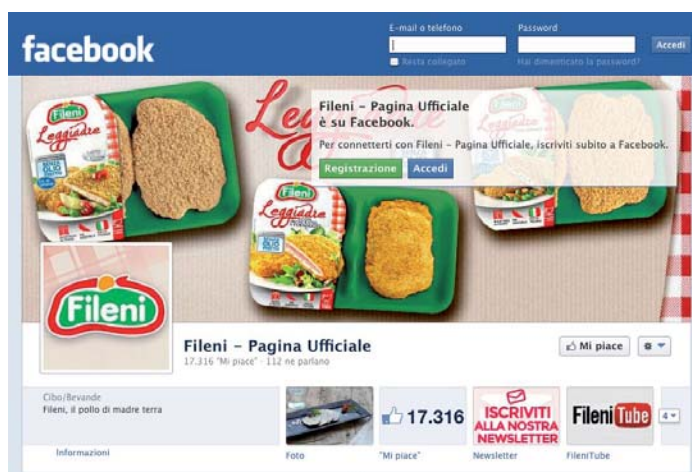 facebook
E-mail o telefono
Password
Accedi
Resta collegato
Hai dimenticato la password?
Fileni
Leggiadre
Fileni – Pagina Ufficiale
è su Facebook.
Per connetterti con Fileni – Pagina Ufficiale, iscriviti subito a Facebook.
Registrazione
Accedi
Fileni
Leggiadre
Fileni
Fileni – Pagina Ufficiale
17.316 "Mi piace" · 112 ne parlano
Mi piace
Cibo/Bevande
Fileni, il pollo di madre terra
Informazioni
Foto
17.316
"Mi piace"
ISCRIVITI
ALLA NOSTRA
NEWSLETTER
Newsletter
Fileni Tube
FileniTube
4